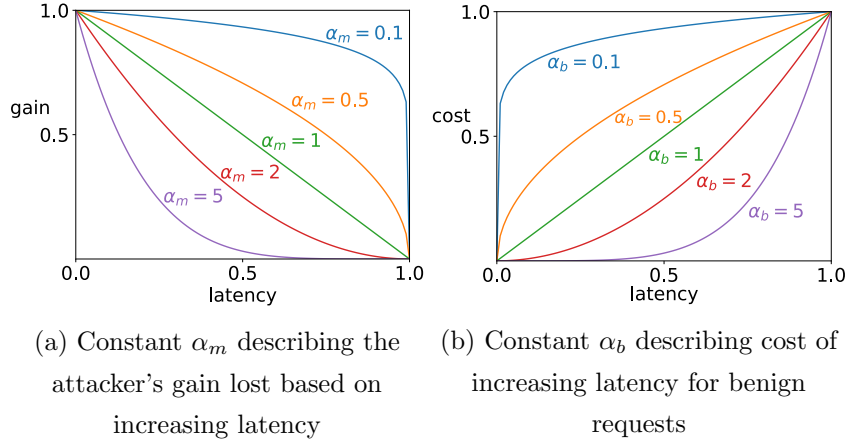 1.0
gain
0.5
0.0
0.5
1.0
latency
α_m = 0.1
α_m = 0.5
α_m = 1
α_m = 2
α_m = 5
(a) Constant α_m describing the
attacker's gain lost based on
increasing latency
1.0
cost
0.5
0.0
0.5
1.0
latency
α_b = 0.1
α_b = 0.5
α_b = 1
α_b = 2
α_b = 5
(b) Constant α_b describing cost of
increasing latency for benign
requests